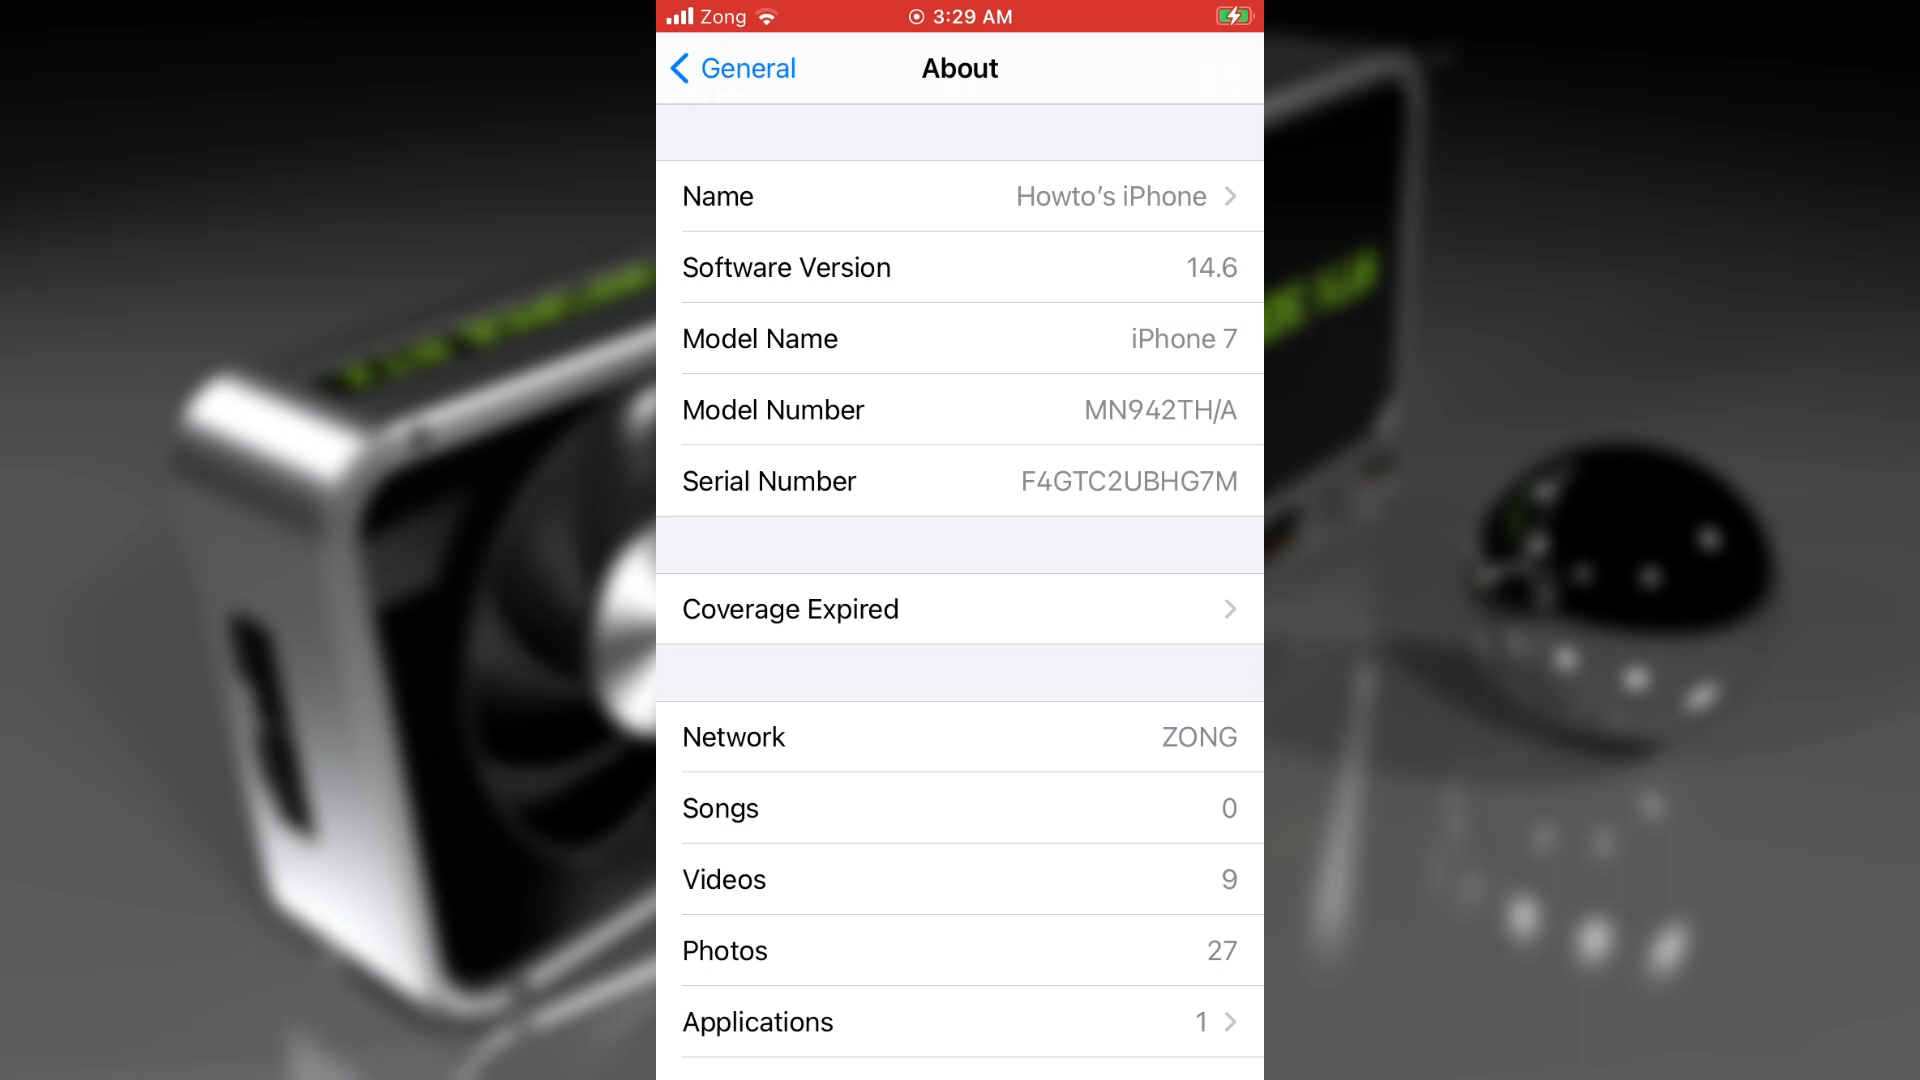 Zong 3:29 AM
General About
Name Howto's iPhone
Software Version 14.6
Model Name iPhone 7
Model Number MN942TH/A
Serial Number F4GTC2UBHG7M
Coverage Expired
Network ZONG
Songs 0
Videos 9
Photos 27
Applications 1